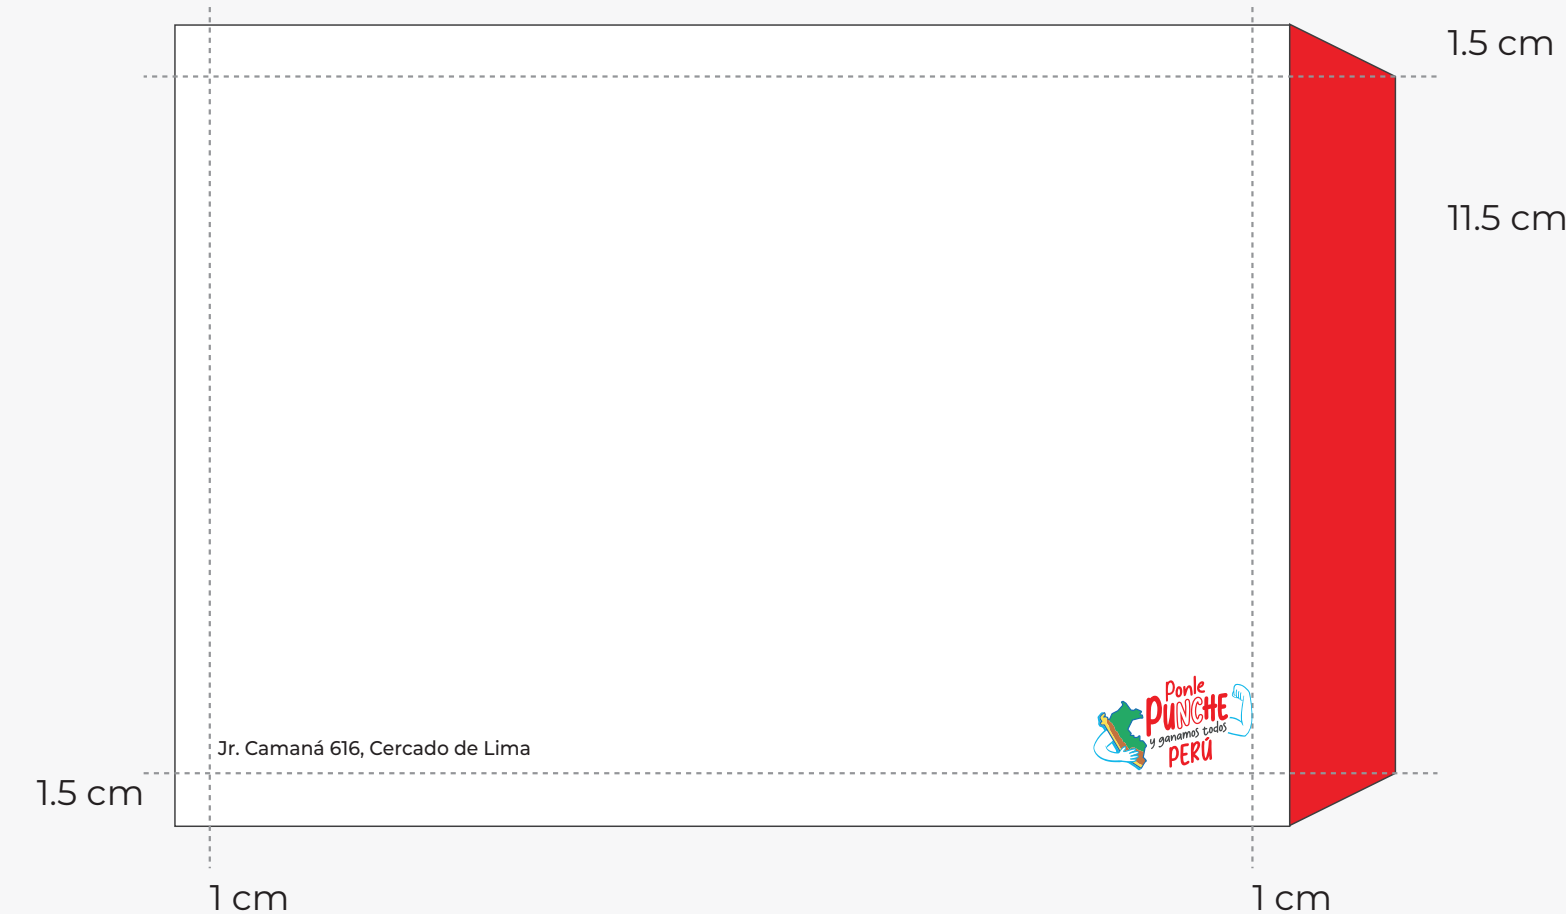 1.5 cm
11.5 cm
Ponle
PUNCHE
y ganamos todos
PERÚ
Jr. Camaná 616, Cercado de Lima
1.5 cm
1 cm
1 cm